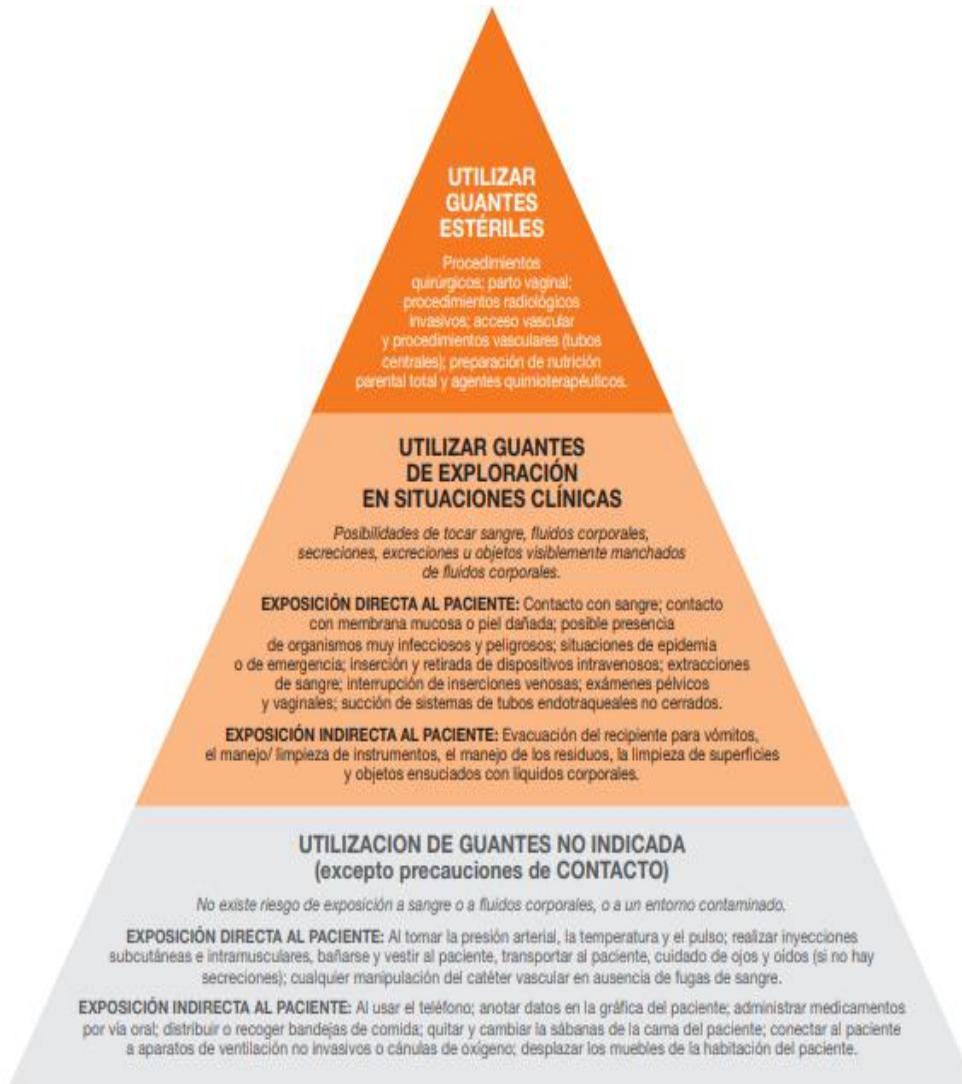 UTILIZAR
GUANTES
ESTÉRILES
Procedimientos
quirúrgicos; parto vaginal;
procedimientos radiológicos
invasivos; acceso vascular
y procedimientos vasculares (tubos
centrales); preparación de nutrición
parental total y agentes quimioterapéuticos.
UTILIZAR GUANTES
DE EXPLORACIÓN
EN SITUACIONES CLÍNICAS
Posibilidades de tocar sangre, fluidos corporales,
secreciones, excreciones u objetos visiblemente manchados
de fluidos corporales.
EXPOSICIÓN DIRECTA AL PACIENTE: Contacto con sangre; contacto
con membrana mucosa o piel dañada; posible presencia
de organismos muy infecciosos y peligrosos; situaciones de epidemia
o de emergencia; inserción y retirada de dispositivos intravenosos; extracciones
de sangre; interrupción de inserciones venosas; exámenes pélvicos
y vaginales; succión de sistemas de tubos endotraqueales no cerrados.
EXPOSICIÓN INDIRECTA AL PACIENTE: Evacuación del recipiente para vómitos,
el manejo/ limpieza de instrumentos, el manejo de los residuos, la limpieza de superficies
y objetos ensuciados con líquidos corporales.
UTILIZACION DE GUANTES NO INDICADA
(excepto precauciones de CONTACTO)
No existe riesgo de exposición a sangre o a fluidos corporales, o a un entorno contaminado.
EXPOSICIÓN DIRECTA AL PACIENTE: Al tomar la presión arterial, la temperatura y el pulso; realizar inyecciones
subcutáneas e intramusculares, bañarse y vestir al paciente, transportar al paciente, cuidado de ojos y oídos (si no hay
secreciones); cualquier manipulación del catéter vascular en ausencia de fugas de sangre.
EXPOSICIÓN INDIRECTA AL PACIENTE: Al usar el teléfono; anotar datos en la gráfica del paciente; administrar medicamentos
por vía oral; distribuir o recoger bandejas de comida; quitar y cambiar la sábanas de la cama del paciente; conectar al paciente
a aparatos de ventilación no invasivos o cánulas de oxígeno; desplazar los muebles de la habitación del paciente.